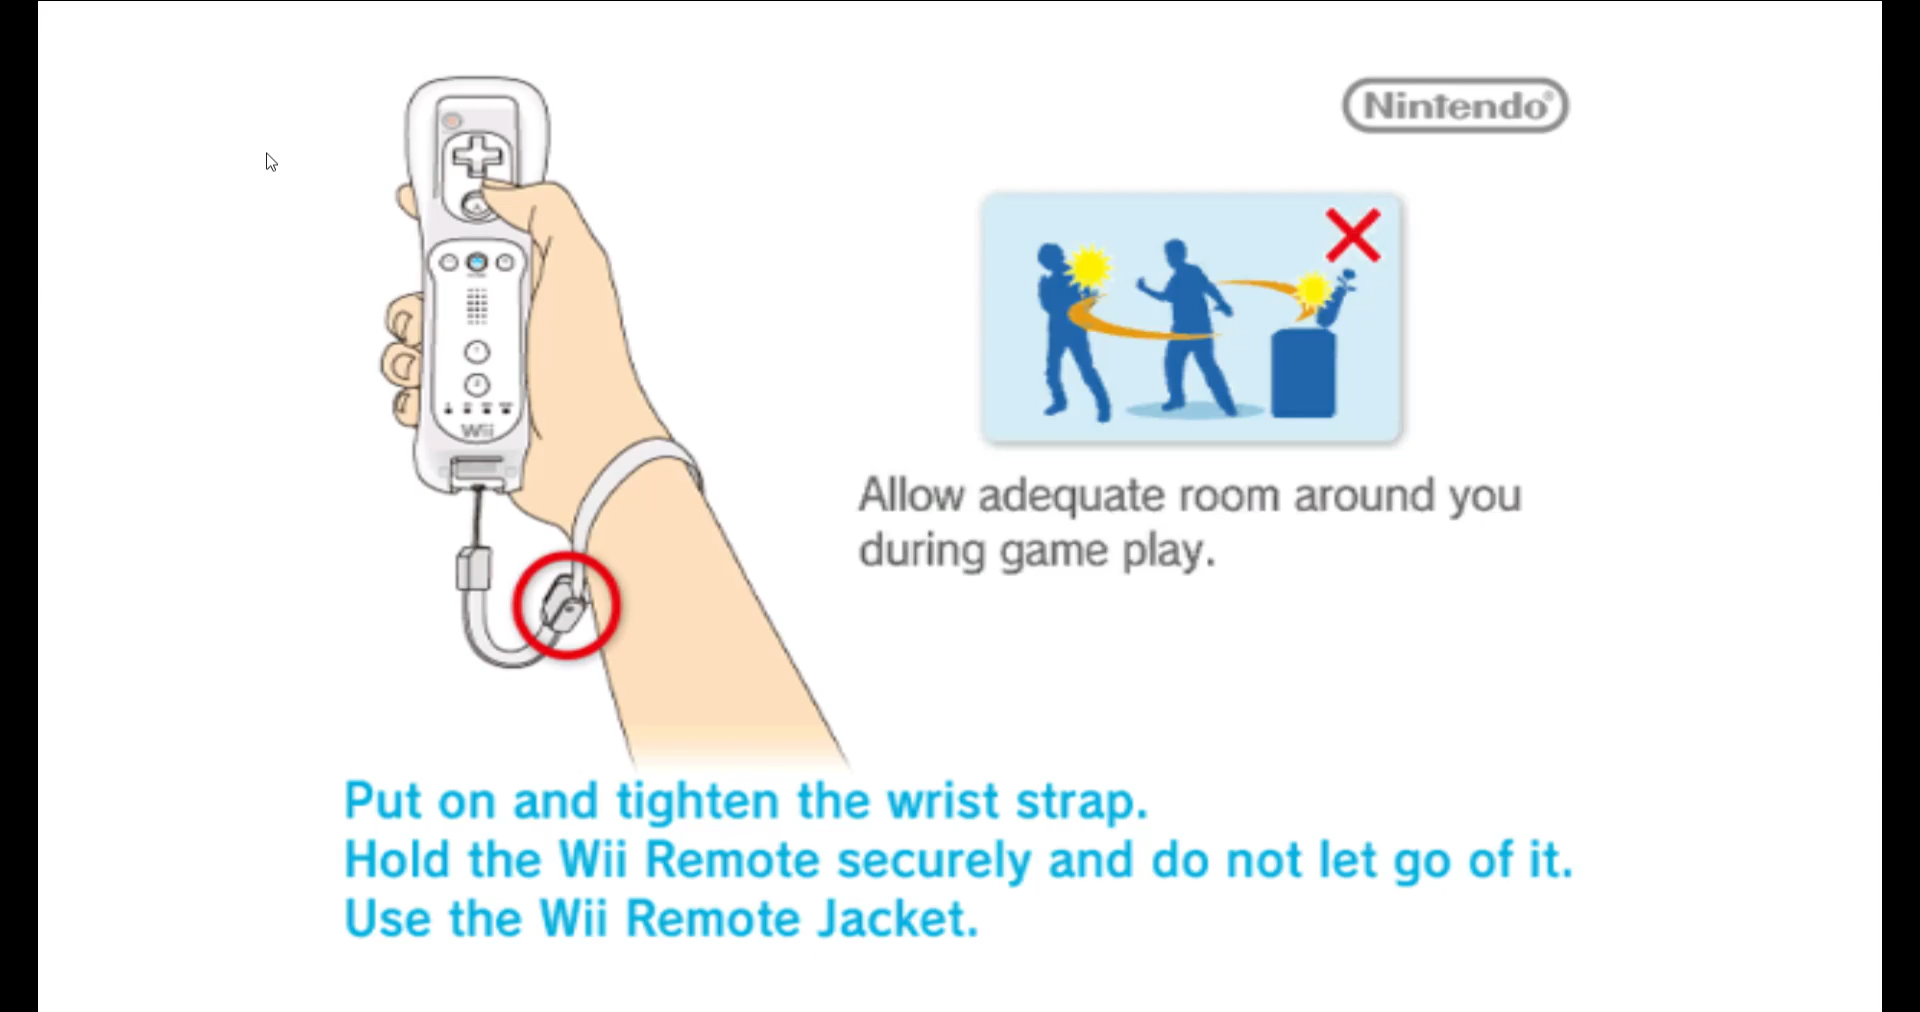 Nintendo®
Wii
Allow adequate room around you
during game play.
Put on and tighten the wrist strap.
Hold the Wii Remote securely and do not let go of it.
Use the Wii Remote Jacket.